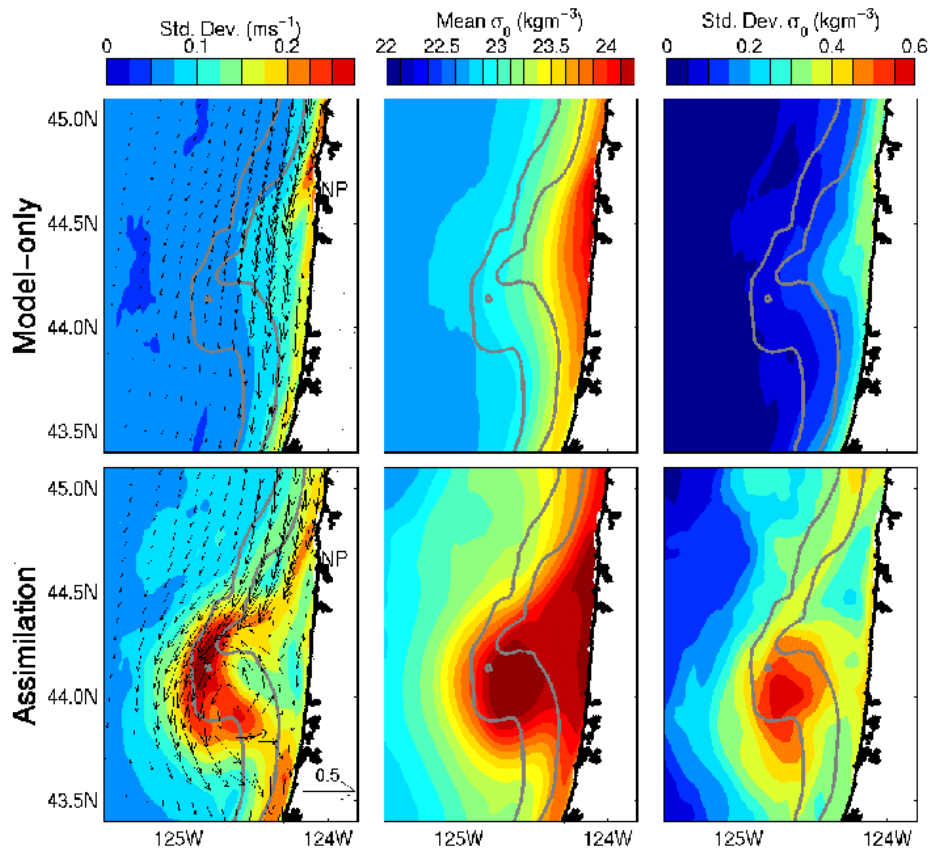 Std. Dev. (ms⁻¹)
0 0.1 0.2
Mean σ₀ (kgm⁻³)
22 22.5 23 23.5 24
Std. Dev. σ₀ (kgm⁻³)
0 0.2 0.4 0.6
Model-only
45.0N
44.5N
44.0N
43.5N
NP
Assimilation
45.0N
44.5N
44.0N
43.5N
NP
0.5
125W 124W
125W 124W
125W 124W